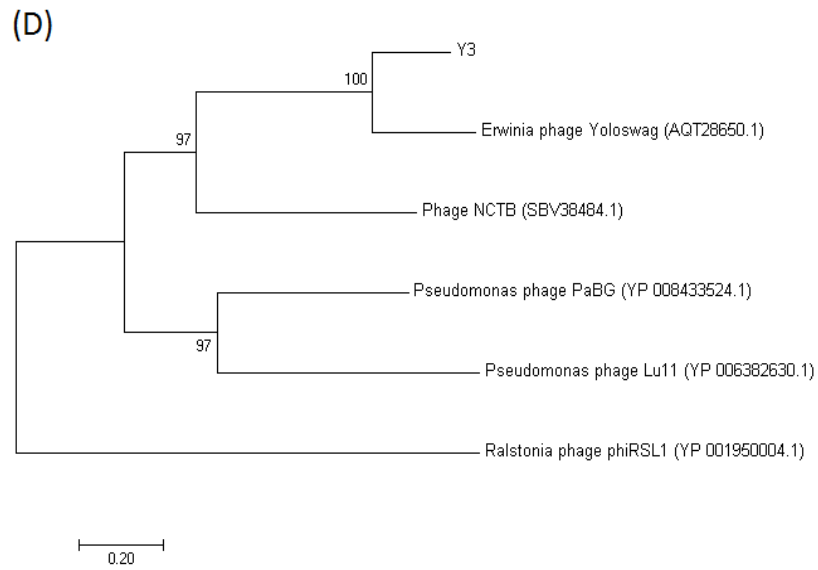 (D)
Y3
100
Erwinia phage Yoloswag (AQT28650.1)
97
Phage NCTB (SBV38484.1)
Pseudomonas phage PaBG (YP 008433524.1)
97
Pseudomonas phage Lu11 (YP 006382630.1)
Ralstonia phage phiRSL1 (YP 001950004.1)
0.20